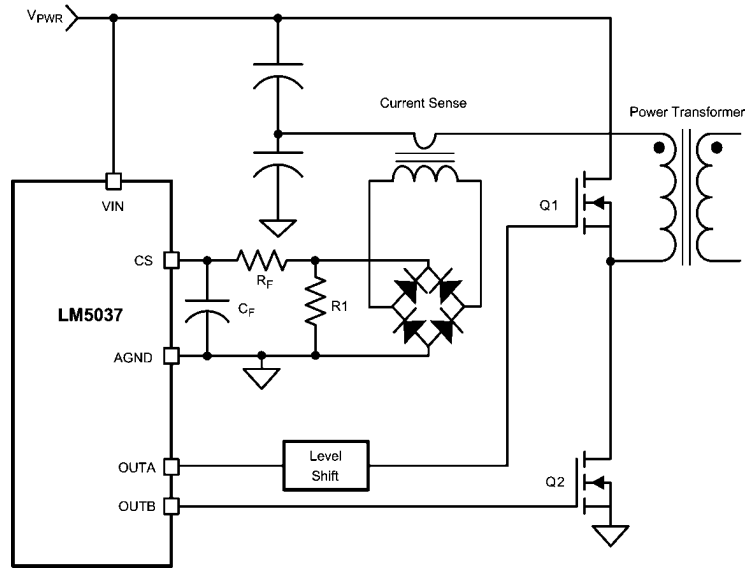 VPWR
Current Sense
Power Transformer
VIN
Q1
CS
RF
R1
LM5037
CF
AGND
Level
Shift
OUTA
Q2
OUTB